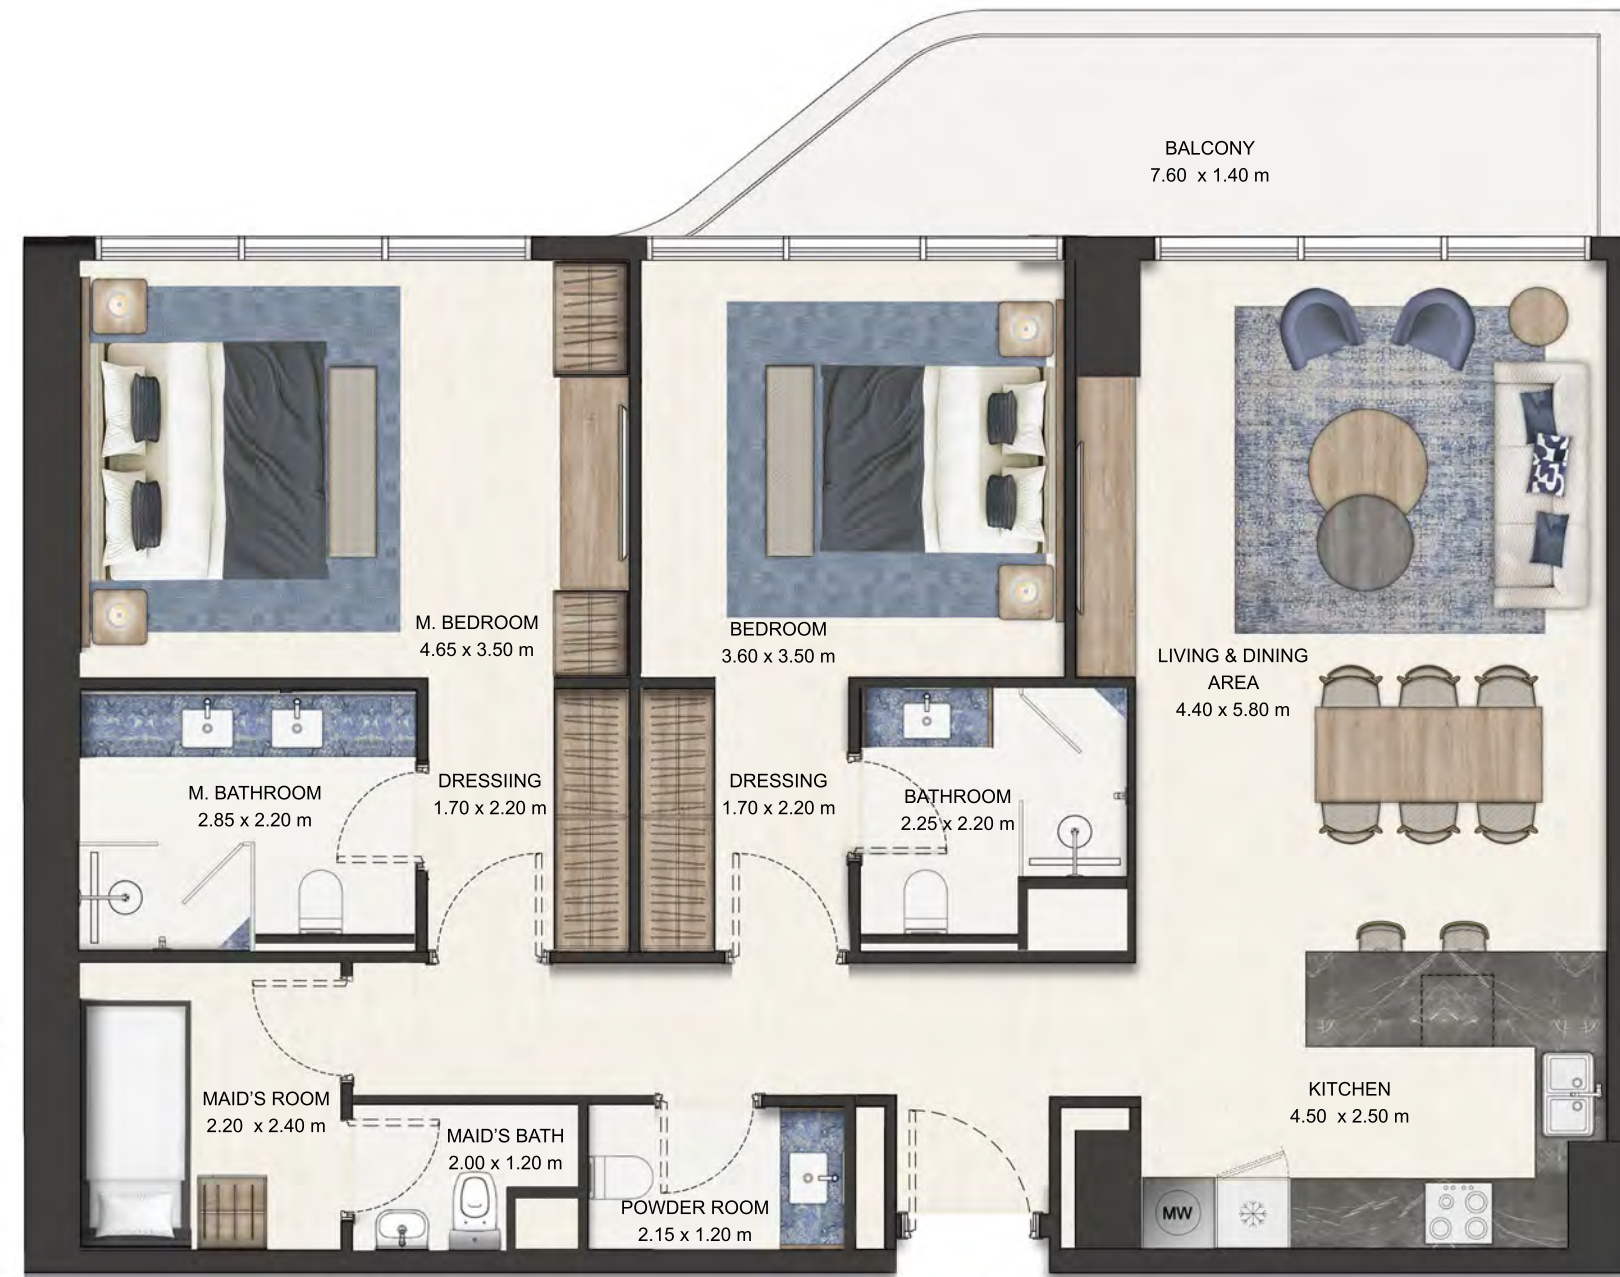 BALCONY
7.60 x 1.40 m
M. BEDROOM
4.65 x 3.50 m
BEDROOM
3.60 x 3.50 m
LIVING & DINING
AREA
4.40 x 5.80 m
M. BATHROOM
2.85 x 2.20 m
DRESSIING
1.70 x 2.20 m
DRESSING
1.70 x 2.20 m
BATHROOM
2.25 x 2.20 m
MAID'S ROOM
2.20 x 2.40 m
MAID'S BATH
2.00 x 1.20 m
POWDER ROOM
2.15 x 1.20 m
KITCHEN
4.50 x 2.50 m
MW